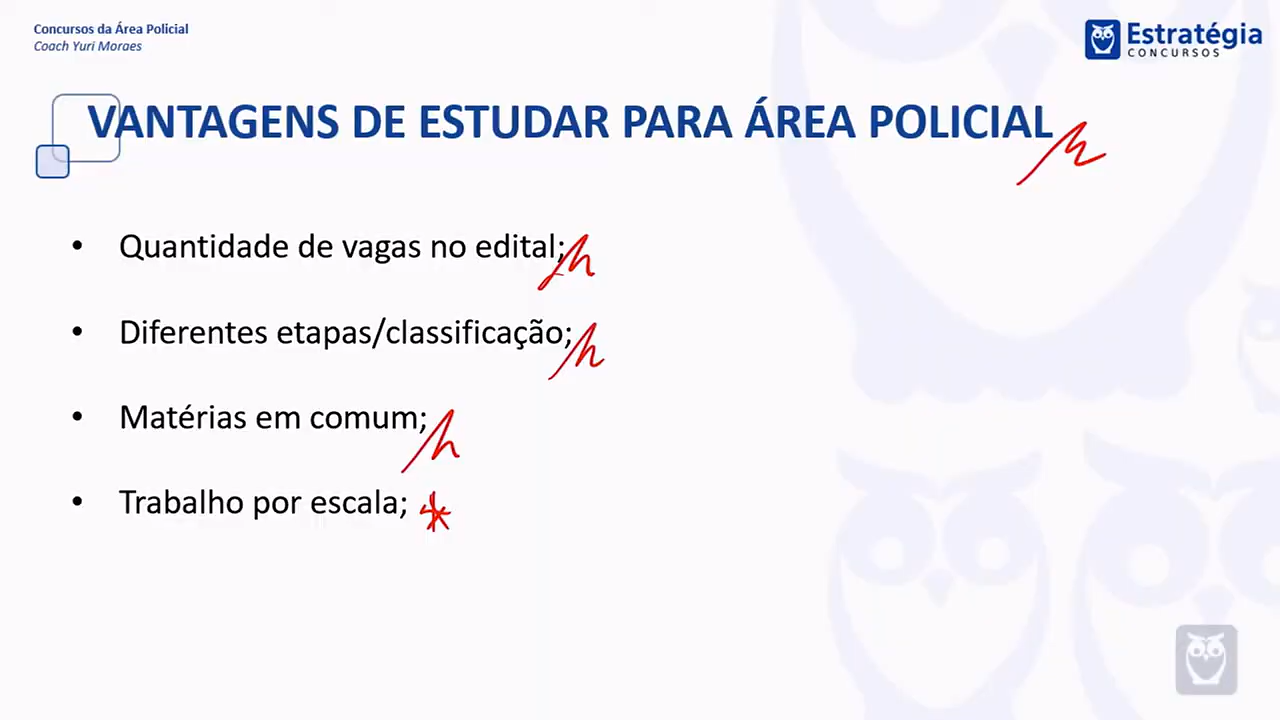 Concursos da Área Policial
Coach Yuri Moraes
Estratégia
CONCURSOS
VANTAGENS DE ESTUDAR PARA ÁREA POLICIAL
• Quantidade de vagas no edital;
• Diferentes etapas/classificação;
• Matérias em comum;
• Trabalho por escala; *